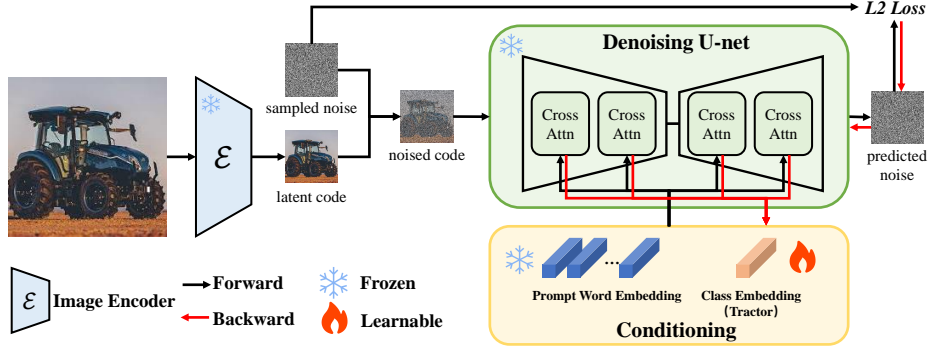 L2 Loss
Denoising U-net
sampled noise
ℰ
Cross
Attn
Cross
Attn
Cross
Attn
Cross
Attn
noised code
predicted
noise
latent code
...
Prompt Word Embedding
Class Embedding
(Tractor)
Conditioning
ℰ
Image Encoder
Forward
Backward
Frozen
Learnable